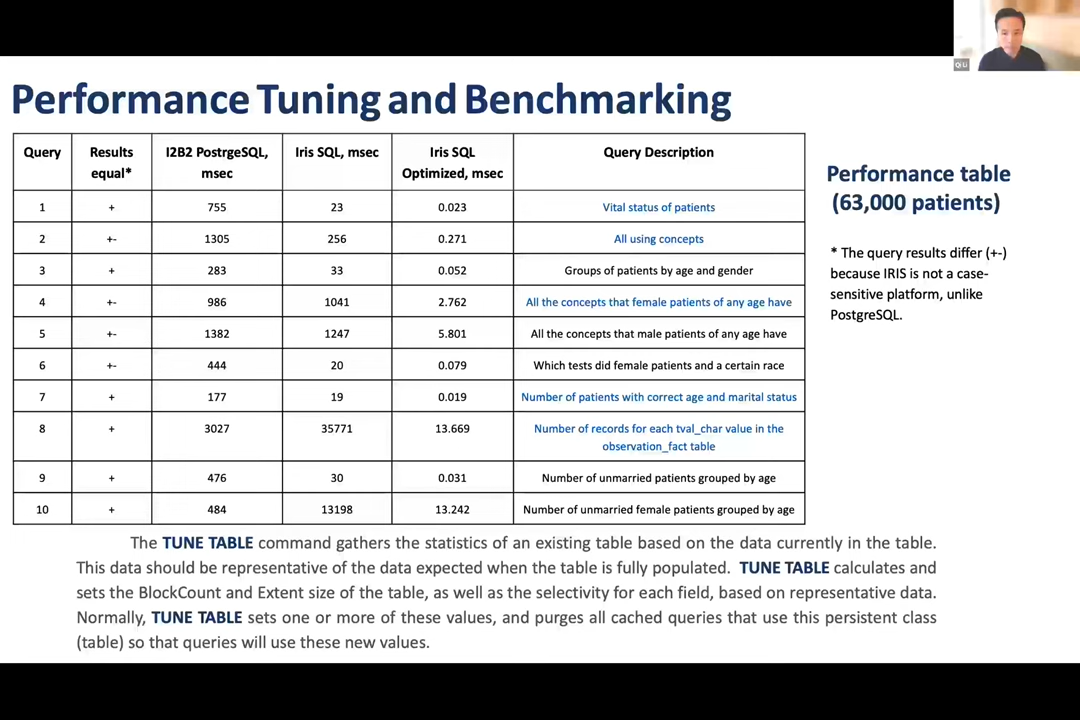 Qi Li
Performance Tuning and Benchmarking
Query Results equal* I2B2 PostrgeSQL, msec Iris SQL, msec Iris SQL Optimized, msec Query Description
1 + 755 23 0.023 Vital status of patients
2 +- 1305 256 0.271 All using concepts
3 + 283 33 0.052 Groups of patients by age and gender
4 +- 986 1041 2.762 All the concepts that female patients of any age have
5 +- 1382 1247 5.801 All the concepts that male patients of any age have
6 +- 444 20 0.079 Which tests did female patients and a certain race
7 + 177 19 0.019 Number of patients with correct age and marital status
8 + 3027 35771 13.669 Number of records for each tval_char value in the
observation_fact table
9 + 476 30 0.031 Number of unmarried patients grouped by age
10 + 484 13198 13.242 Number of unmarried female patients grouped by age
Performance table
(63,000 patients)
* The query results differ (+-)
because IRIS is not a case-
sensitive platform, unlike
PostgreSQL.
The TUNE TABLE command gathers the statistics of an existing table based on the data currently in the table.
This data should be representative of the data expected when the table is fully populated. TUNE TABLE calculates and
sets the BlockCount and Extent size of the table, as well as the selectivity for each field, based on representative data.
Normally, TUNE TABLE sets one or more of these values, and purges all cached queries that use this persistent class
(table) so that queries will use these new values.